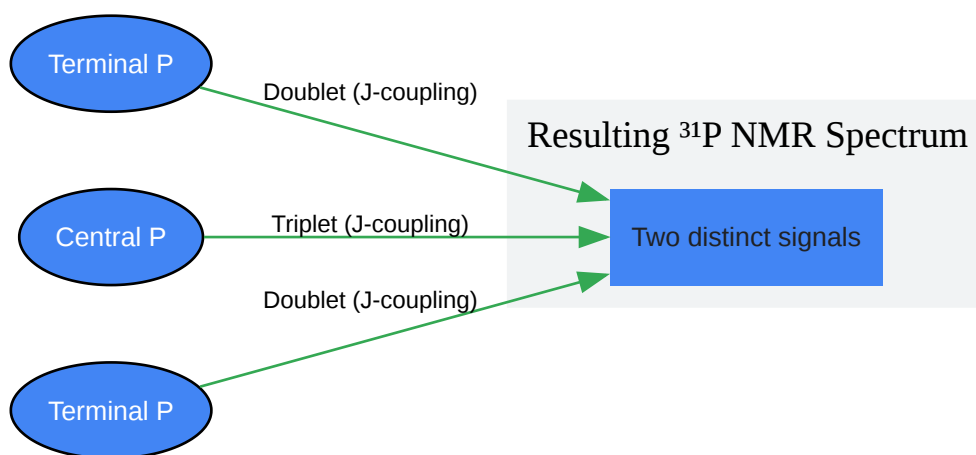 Terminal P
Doublet (J-coupling)
Resulting ³¹P NMR Spectrum
Central P
Triplet (J-coupling)
Two distinct signals
Doublet (J-coupling)
Terminal P